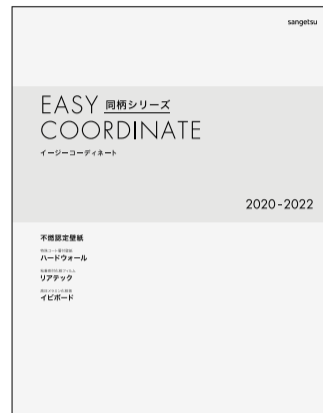 sangetsu
EASY 同柄シリーズ
COORDINATE
イージーコーディネート
2020-2022
不燃認定壁紙
ハードウォール
リアテック
イビボード